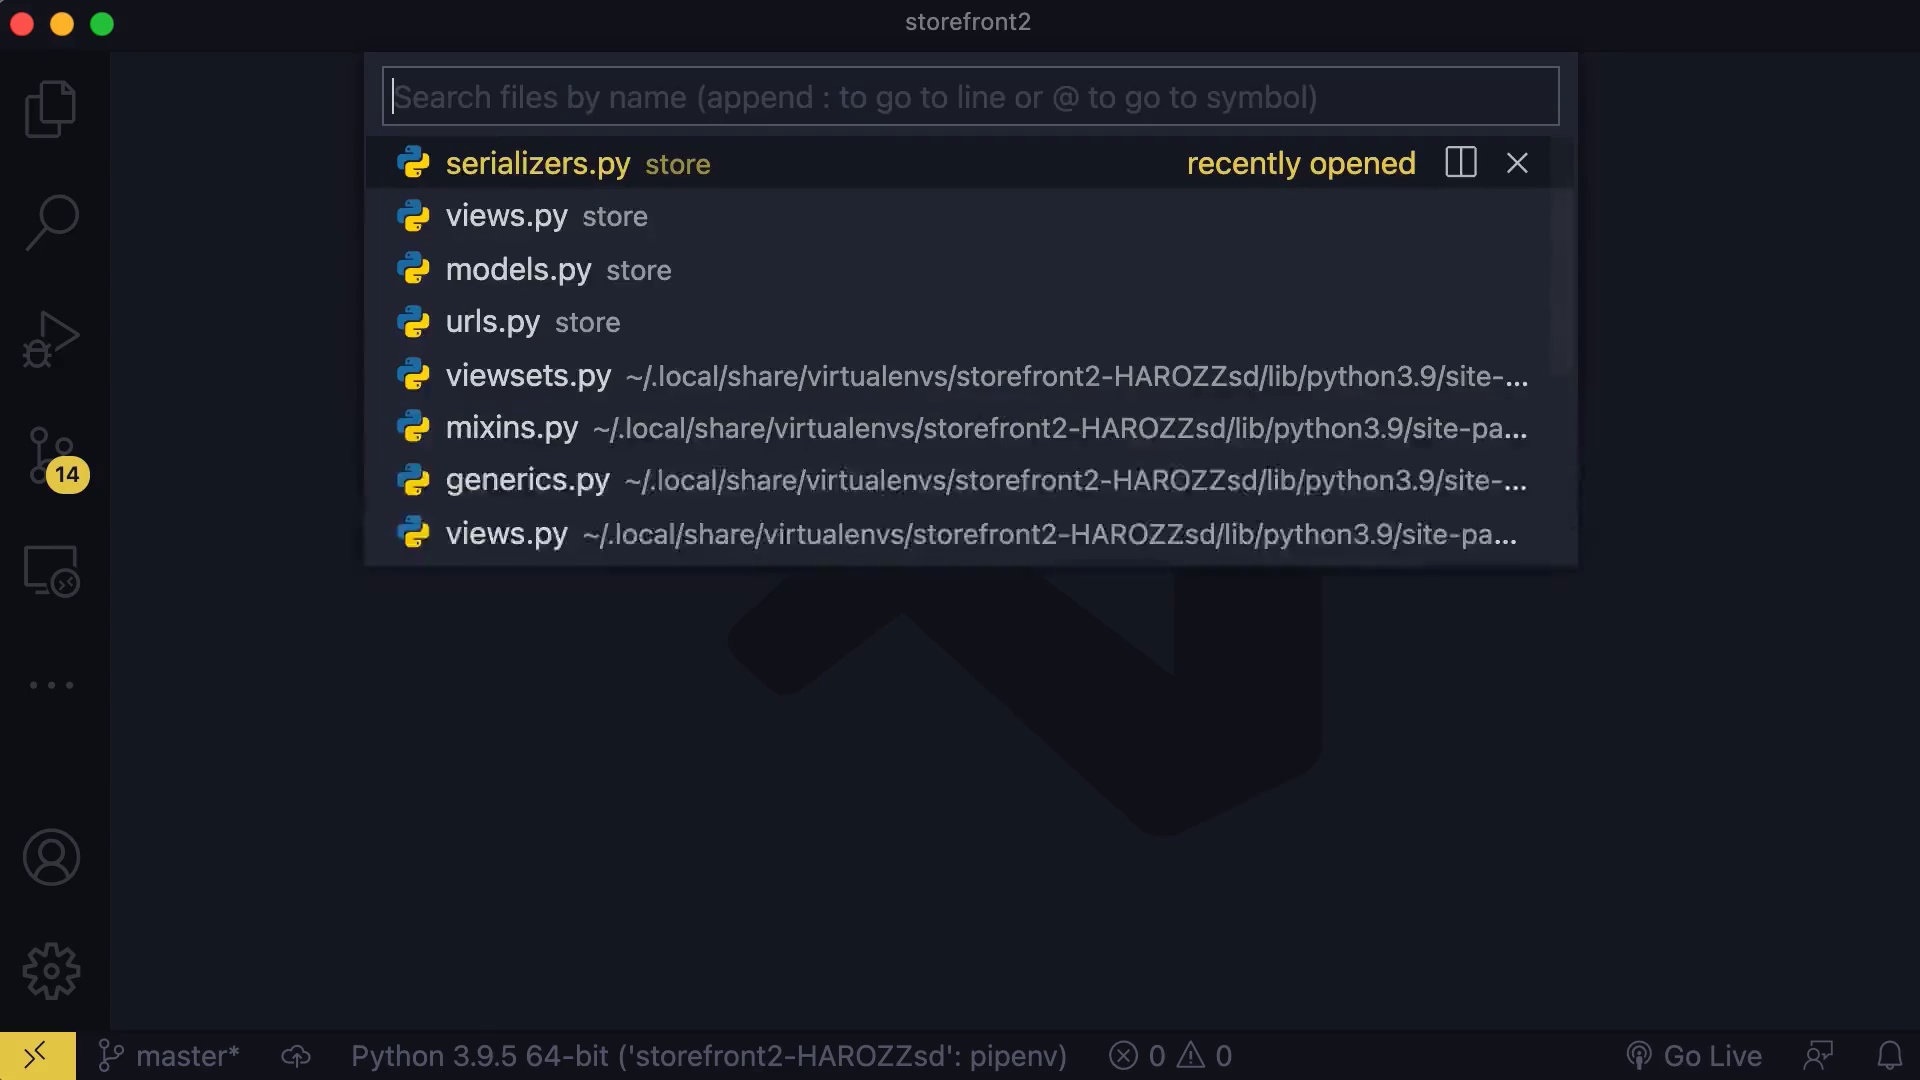 storefront2
Search files by name (append : to go to line or @ to go to symbol)
serializers.py store recently opened
views.py store
models.py store
urls.py store
viewsets.py ~/.local/share/virtualenvs/storefront2-HAROZZsd/lib/python3.9/site-...
mixins.py ~/.local/share/virtualenvs/storefront2-HAROZZsd/lib/python3.9/site-pa...
generics.py ~/.local/share/virtualenvs/storefront2-HAROZZsd/lib/python3.9/site-...
views.py ~/.local/share/virtualenvs/storefront2-HAROZZsd/lib/python3.9/site-pa...
14
master* Python 3.9.5 64-bit ('storefront2-HAROZZsd': pipenv) 0 0 Go Live